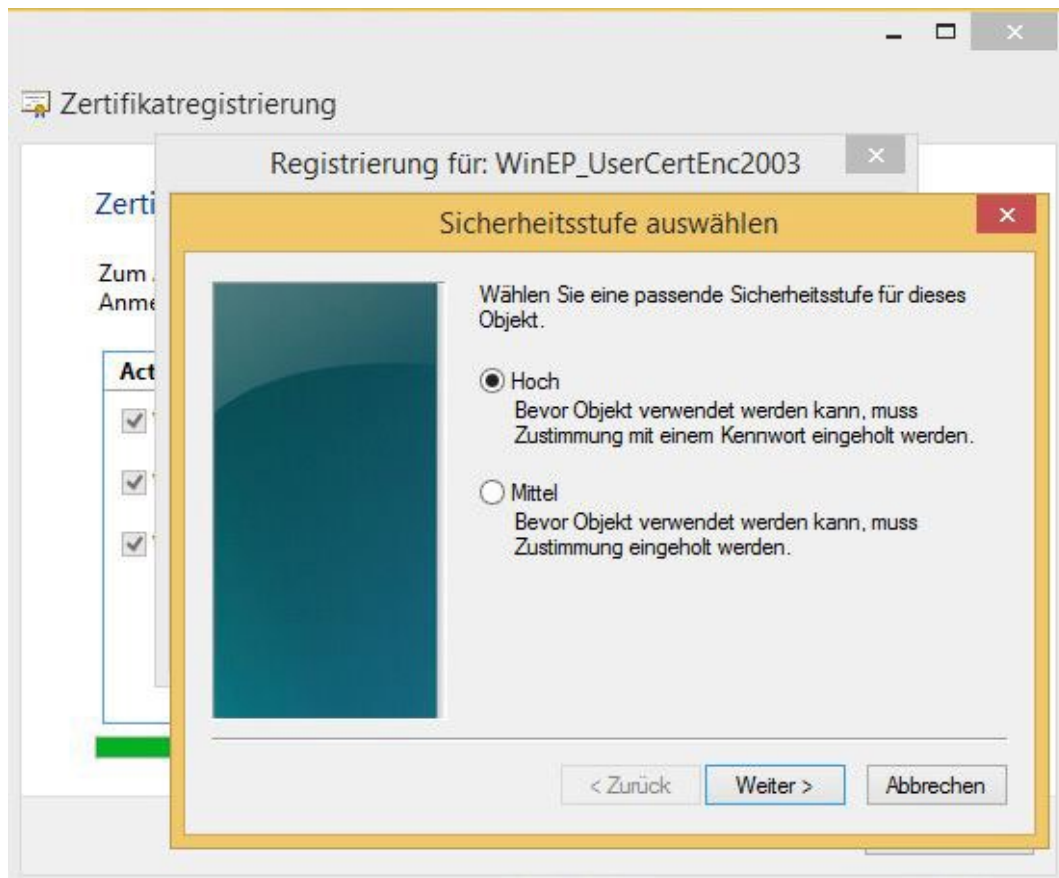 Zertifikatregistrierung
Registrierung für: WinEP_UserCertEnc2003
Zerti
Sicherheitsstufe auswählen
Zum
Anme
Wählen Sie eine passende Sicherheitsstufe für dieses
Objekt.
Act
Hoch
Bevor Objekt verwendet werden kann, muss
Zustimmung mit einem Kennwort eingeholt werden.
Mittel
Bevor Objekt verwendet werden kann, muss
Zustimmung eingeholt werden.
< Zurück
Weiter >
Abbrechen